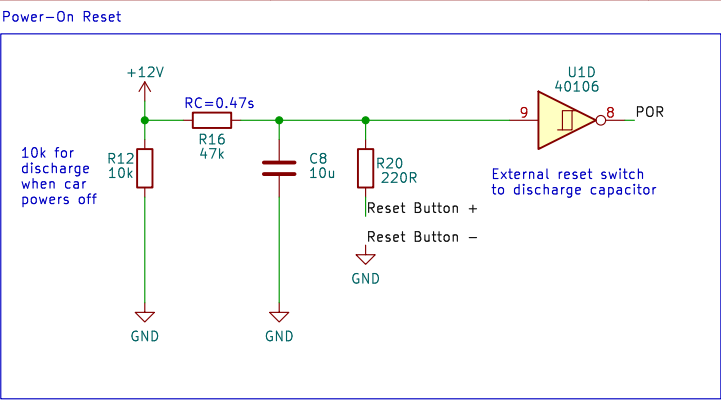 Power-On Reset
+12V
RC=0.47s
R16
47k
10k for
discharge
when car
powers off
R12
10k
C8
10u
R20
220R
Reset Button +
Reset Button -
GND
GND
GND
U1D
40106
9
8
POR
External reset switch
to discharge capacitor